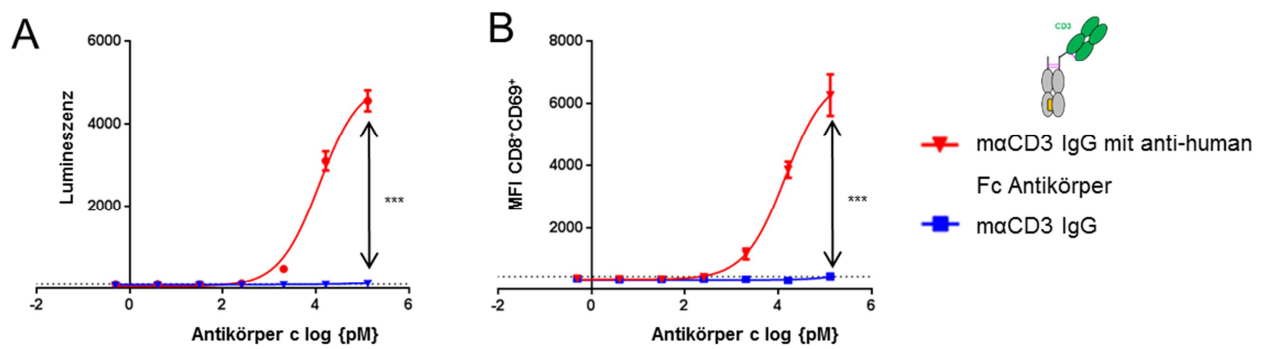 A
6000
4000
2000
Lumineszenz
***
-2
0
2
4
6
Antikörper c log {pM)
B
8000
6000
4000
2000
MFI CD8⁺CD69⁺
***
-2
0
2
4
6
Antikörper c log {pM)
CD3
mαCD3 IgG mit anti-human
Fc Antikörper
mαCD3 IgG